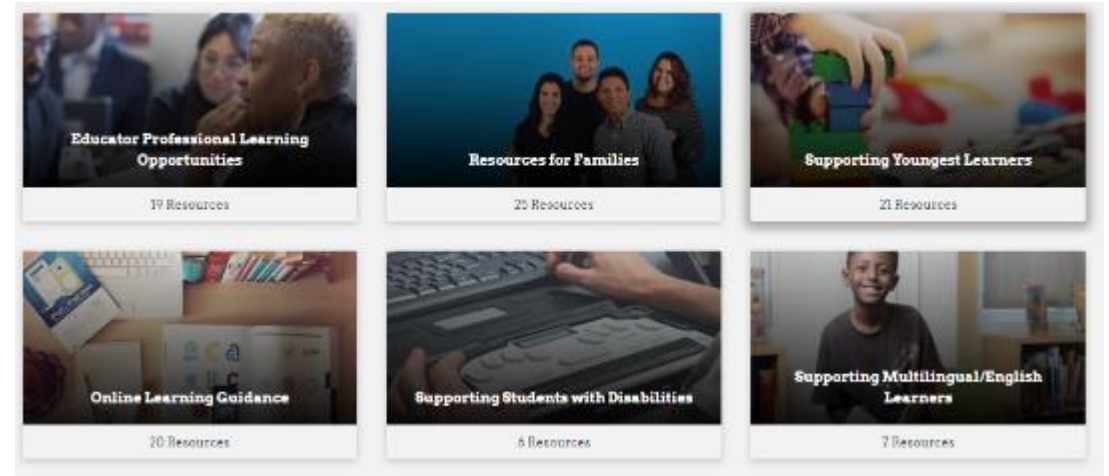 Educator Professional Learning
Opportunities
19 Resources
Resources for Families
25 Resources
Supporting Youngest Learners
21 Resources
Online Learning Guidance
20 Resources
Supporting Students with Disabilities
6 Resources
Supporting Multilingual/English
Learners
7 Resources